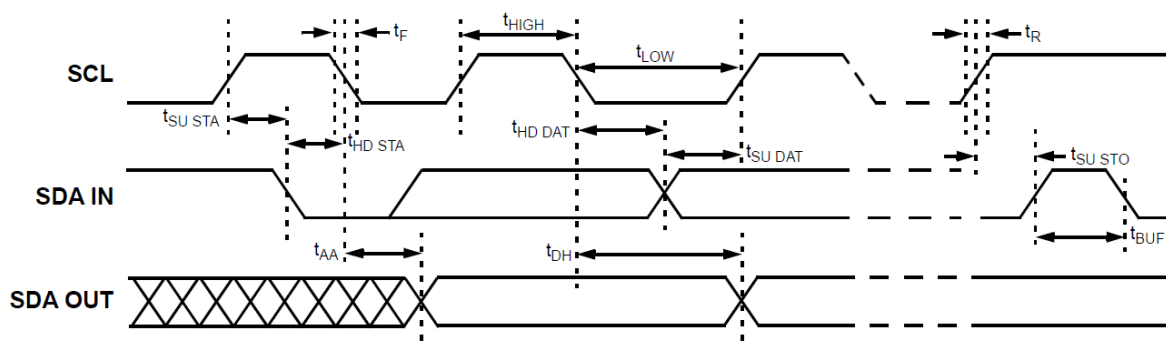 tF
tHIGH
tR
SCL
tLOW
tSU STA
tHD STA
tHD DAT
tSU DAT
tSU STO
SDA IN
tAA
tDH
tBUF
SDA OUT